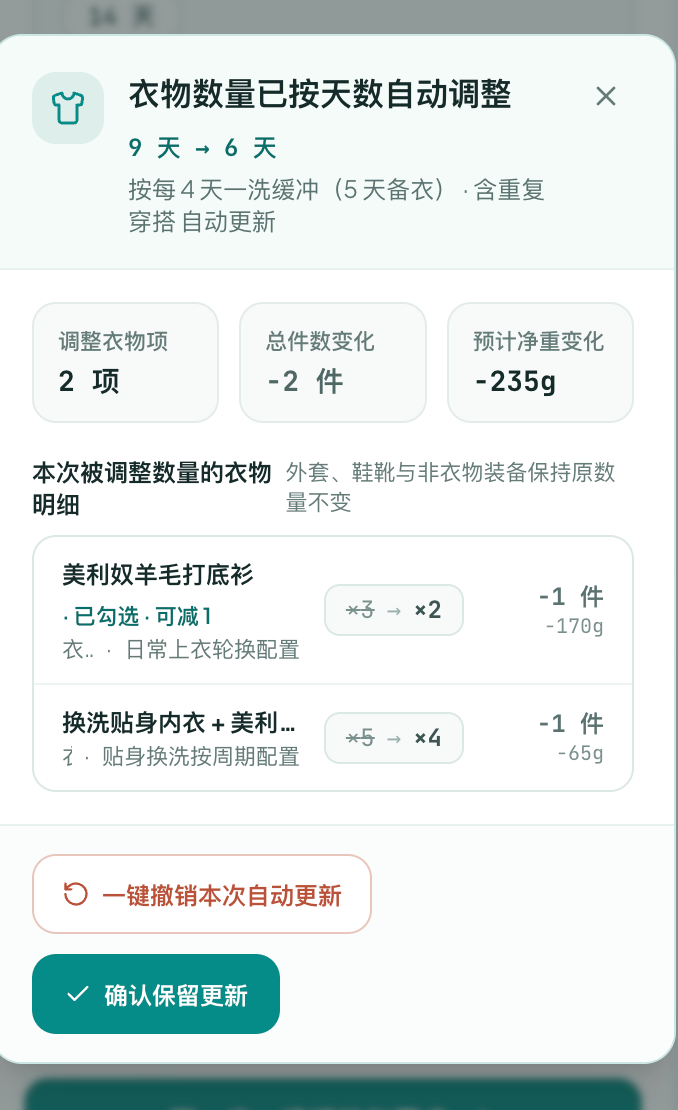 14 天
衣物数量已按天数自动调整
9 天 → 6 天
按每 4 天一洗缓冲（5 天备衣） · 含重复
穿搭 自动更新
调整衣物项
2 项
总件数变化
-2 件
预计净重变化
-235g
本次被调整数量的衣物
明细
外套、鞋靴与非衣物装备保持原数
量不变
美利奴羊毛打底衫
· 已勾选 · 可减 1
衣.. · 日常上衣轮换配置
×3 → ×2
-1 件
-170g
换洗贴身内衣 + 美利…
· 贴身换洗按周期配置
×5 → ×4
-1 件
-65g
一键撤销本次自动更新
确认保留更新